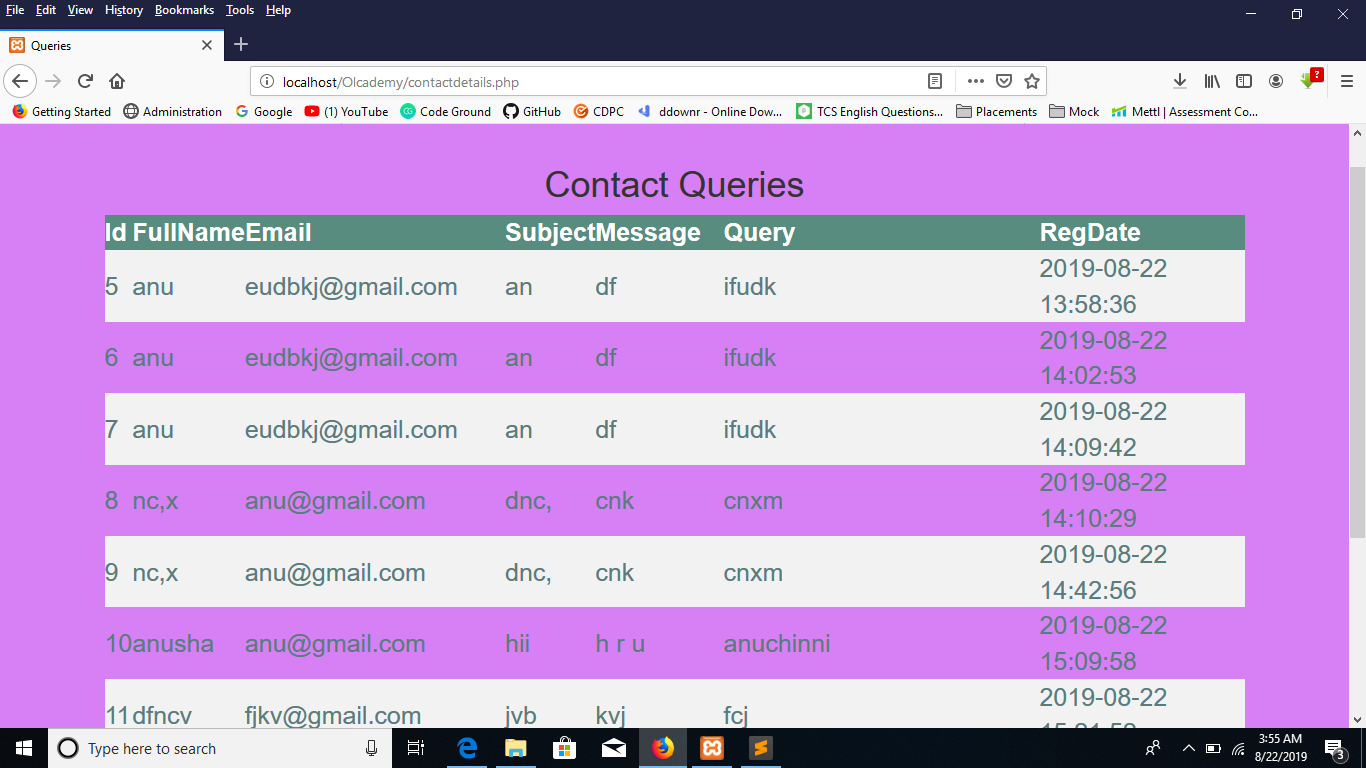 File Edit View History Bookmarks Tools Help
Queries
localhost/Olcademy/contactdetails.php
Getting Started Administration Google (1) YouTube Code Ground GitHub CDPC ddownr - Online Dow... TCS English Questions... Placements Mock Mettl | Assessment Co...
Contact Queries
Id FullName Email Subject Message Query RegDate
5 anu eudbkj@gmail.com an df ifudk 2019-08-22
13:58:36
6 anu eudbkj@gmail.com an df ifudk 2019-08-22
14:02:53
7 anu eudbkj@gmail.com an df ifudk 2019-08-22
14:09:42
8 nc,x anu@gmail.com dnc, cnk cnxm 2019-08-22
14:10:29
9 nc,x anu@gmail.com dnc, cnk cnxm 2019-08-22
14:42:56
10 anusha anu@gmail.com hii h r u anuchinni 2019-08-22
15:09:58
11 dfncv fjkv@gmail.com jvb kvj fcj 2019-08-22
Type here to search
3:55 AM
8/22/2019
3